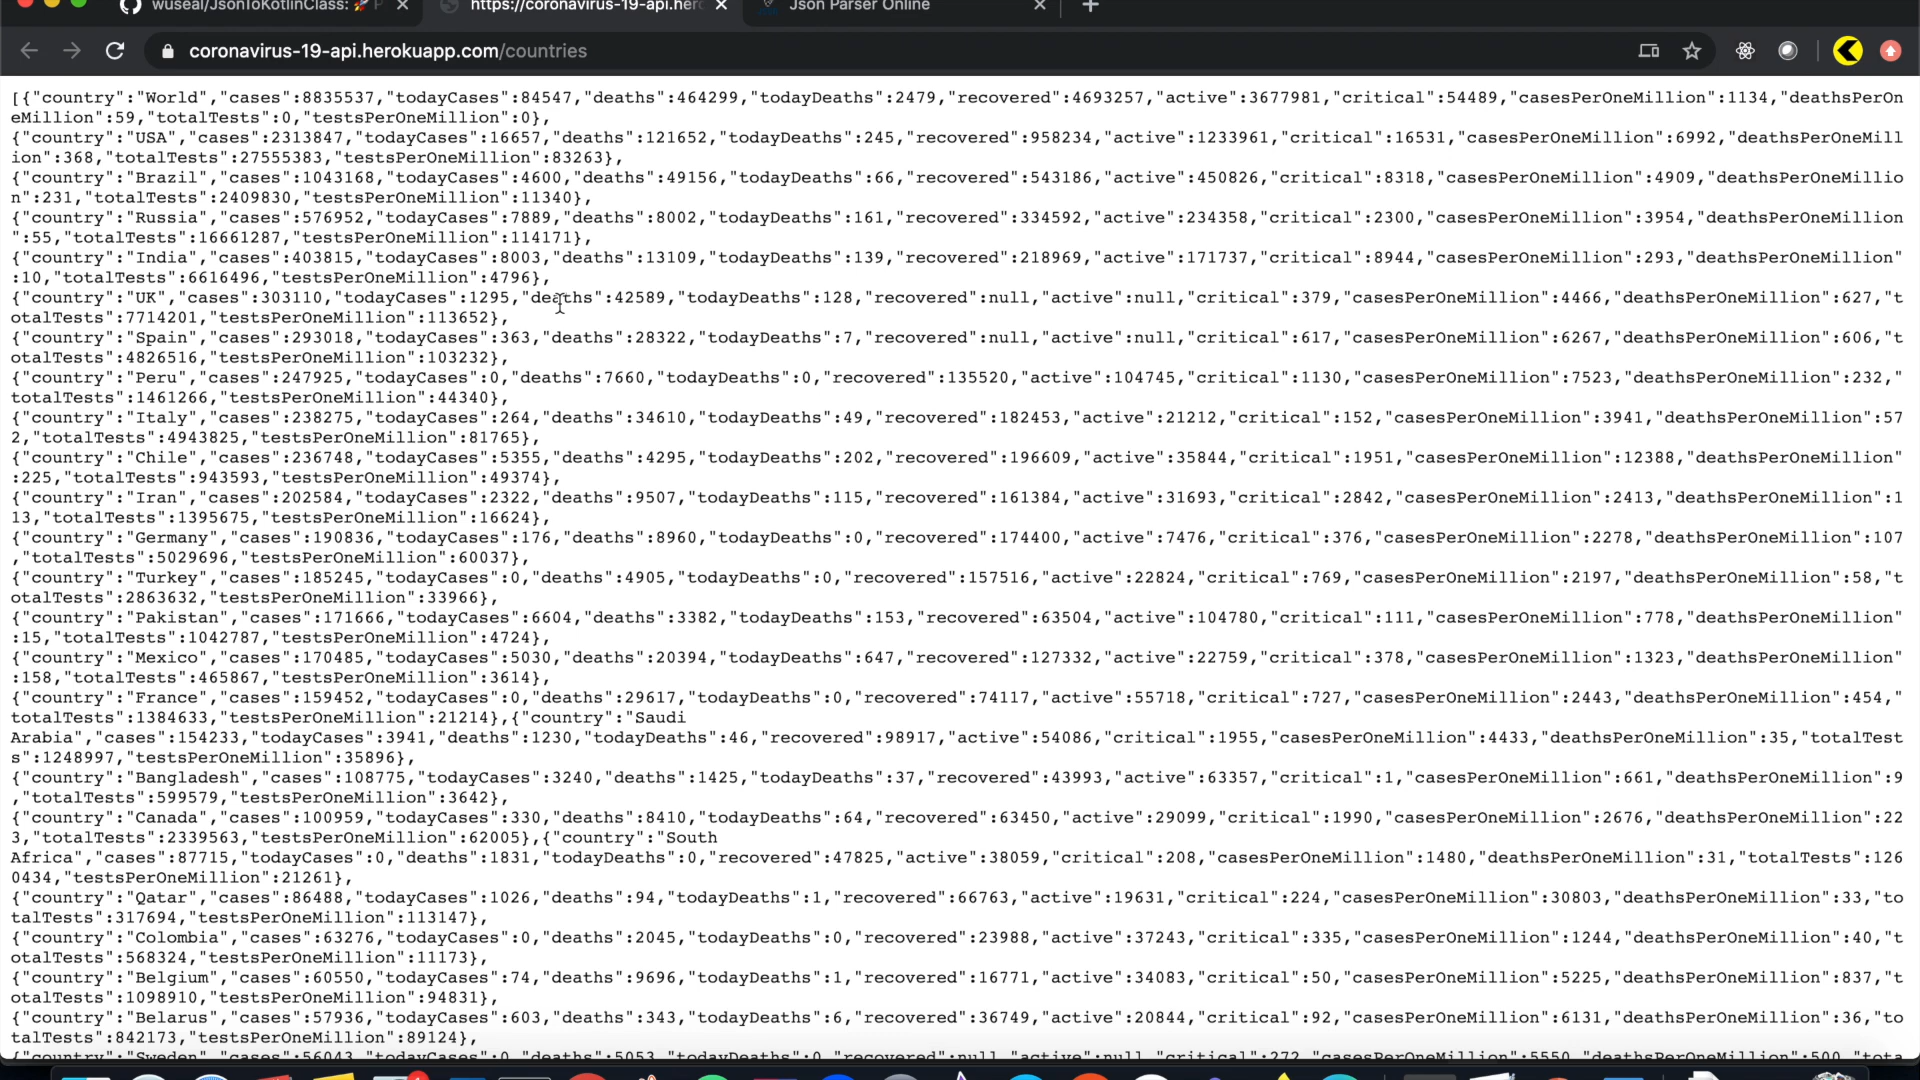 wuseal/JsonToKotlinClass: 🚀 P
https://coronavirus-19-api.her
Json Parser Online
coronavirus-19-api.herokuapp.com/countries
[{"country":"World","cases":8835537,"todayCases":84547,"deaths":464299,"todayDeaths":2479,"recovered":4693257,"active":3677981,"critical":54489,"casesPerOneMillion":1134,"deathsPerOn
eMillion":59,"totalTests":0,"testsPerOneMillion":0},
{"country":"USA","cases":2313847,"todayCases":16657,"deaths":121652,"todayDeaths":245,"recovered":958234,"active":1233961,"critical":16531,"casesPerOneMillion":6992,"deathsPerOneMill
ion":368,"totalTests":27555383,"testsPerOneMillion":83263},
{"country":"Brazil","cases":1043168,"todayCases":4600,"deaths":49156,"todayDeaths":66,"recovered":543186,"active":450826,"critical":8318,"casesPerOneMillion":4909,"deathsPerOneMillio
n":231,"totalTests":2409830,"testsPerOneMillion":11340},
{"country":"Russia","cases":576952,"todayCases":7889,"deaths":8002,"todayDeaths":161,"recovered":334592,"active":234358,"critical":2300,"casesPerOneMillion":3954,"deathsPerOneMillion
":55,"totalTests":16661287,"testsPerOneMillion":114171},
{"country":"India","cases":403815,"todayCases":8003,"deaths":13109,"todayDeaths":139,"recovered":218969,"active":171737,"critical":8944,"casesPerOneMillion":293,"deathsPerOneMillion"
:10,"totalTests":6616496,"testsPerOneMillion":4796},
{"country":"UK","cases":303110,"todayCases":1295,"deaths":42589,"todayDeaths":128,"recovered":null,"active":null,"critical":379,"casesPerOneMillion":4466,"deathsPerOneMillion":627,"t
otalTests":7714201,"testsPerOneMillion":113652},
{"country":"Spain","cases":293018,"todayCases":363,"deaths":28322,"todayDeaths":7,"recovered":null,"active":null,"critical":617,"casesPerOneMillion":6267,"deathsPerOneMillion":606,"t
otalTests":4826516,"testsPerOneMillion":103232},
{"country":"Peru","cases":247925,"todayCases":0,"deaths":7660,"todayDeaths":0,"recovered":135520,"active":104745,"critical":1130,"casesPerOneMillion":7523,"deathsPerOneMillion":232,"
totalTests":1461266,"testsPerOneMillion":44340},
{"country":"Italy","cases":238275,"todayCases":264,"deaths":34610,"todayDeaths":49,"recovered":182453,"active":21212,"critical":152,"casesPerOneMillion":3941,"deathsPerOneMillion":57
2,"totalTests":4943825,"testsPerOneMillion":81765},
{"country":"Chile","cases":236748,"todayCases":5355,"deaths":4295,"todayDeaths":202,"recovered":196609,"active":35844,"critical":1951,"casesPerOneMillion":12388,"deathsPerOneMillion"
:225,"totalTests":943593,"testsPerOneMillion":49374},
{"country":"Iran","cases":202584,"todayCases":2322,"deaths":9507,"todayDeaths":115,"recovered":161384,"active":31693,"critical":2842,"casesPerOneMillion":2413,"deathsPerOneMillion":1
13,"totalTests":1395675,"testsPerOneMillion":16624},
{"country":"Germany","cases":190836,"todayCases":176,"deaths":8960,"todayDeaths":0,"recovered":174400,"active":7476,"critical":376,"casesPerOneMillion":2278,"deathsPerOneMillion":107
,"totalTests":5029696,"testsPerOneMillion":60037},
{"country":"Turkey","cases":185245,"todayCases":0,"deaths":4905,"todayDeaths":0,"recovered":157516,"active":22824,"critical":769,"casesPerOneMillion":2197,"deathsPerOneMillion":58,"t
otalTests":2863632,"testsPerOneMillion":33966},
{"country":"Pakistan","cases":171666,"todayCases":6604,"deaths":3382,"todayDeaths":153,"recovered":63504,"active":104780,"critical":111,"casesPerOneMillion":778,"deathsPerOneMillion"
:15,"totalTests":1042787,"testsPerOneMillion":4724},
{"country":"Mexico","cases":170485,"todayCases":5030,"deaths":20394,"todayDeaths":647,"recovered":127332,"active":22759,"critical":378,"casesPerOneMillion":1323,"deathsPerOneMillion"
:158,"totalTests":465867,"testsPerOneMillion":3614},
{"country":"France","cases":159452,"todayCases":0,"deaths":29617,"todayDeaths":0,"recovered":74117,"active":55718,"critical":727,"casesPerOneMillion":2443,"deathsPerOneMillion":454,"
totalTests":1384633,"testsPerOneMillion":21214},{"country":"Saudi
Arabia","cases":154233,"todayCases":3941,"deaths":1230,"todayDeaths":46,"recovered":98917,"active":54086,"critical":1955,"casesPerOneMillion":4433,"deathsPerOneMillion":35,"totalTest
s":1248997,"testsPerOneMillion":35896},
{"country":"Bangladesh","cases":108775,"todayCases":3240,"deaths":1425,"todayDeaths":37,"recovered":43993,"active":63357,"critical":1,"casesPerOneMillion":661,"deathsPerOneMillion":9
,"totalTests":599579,"testsPerOneMillion":3642},
{"country":"Canada","cases":100959,"todayCases":330,"deaths":8410,"todayDeaths":64,"recovered":63450,"active":29099,"critical":1990,"casesPerOneMillion":2676,"deathsPerOneMillion":22
3,"totalTests":2339563,"testsPerOneMillion":62005},{"country":"South
Africa","cases":87715,"todayCases":0,"deaths":1831,"todayDeaths":0,"recovered":47825,"active":38059,"critical":208,"casesPerOneMillion":1480,"deathsPerOneMillion":31,"totalTests":126
0434,"testsPerOneMillion":21261},
{"country":"Qatar","cases":86488,"todayCases":1026,"deaths":94,"todayDeaths":1,"recovered":66763,"active":19631,"critical":224,"casesPerOneMillion":30803,"deathsPerOneMillion":33,"to
talTests":317694,"testsPerOneMillion":113147},
{"country":"Colombia","cases":63276,"todayCases":0,"deaths":2045,"todayDeaths":0,"recovered":23988,"active":37243,"critical":335,"casesPerOneMillion":1244,"deathsPerOneMillion":40,"t
otalTests":568324,"testsPerOneMillion":11173},
{"country":"Belgium","cases":60550,"todayCases":74,"deaths":9696,"todayDeaths":1,"recovered":16771,"active":34083,"critical":50,"casesPerOneMillion":5225,"deathsPerOneMillion":837,"t
otalTests":1098910,"testsPerOneMillion":94831},
{"country":"Belarus","cases":57936,"todayCases":603,"deaths":343,"todayDeaths":6,"recovered":36749,"active":20844,"critical":92,"casesPerOneMillion":6131,"deathsPerOneMillion":36,"to
talTests":842173,"testsPerOneMillion":89124},
{"country":"Sweden","cases":56043,"todayCases":0,"deaths":5053,"todayDeaths":0,"recovered":null,"active":null,"critical":272,"casesPerOneMillion":5550,"deathsPerOneMillion":500,"tota